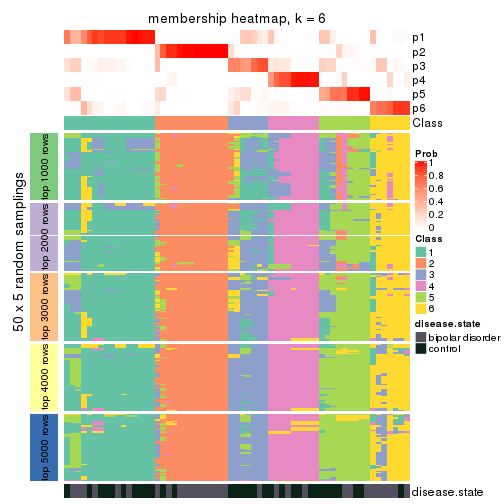 membership heatmap, k = 6
p1
p2
p3
p4
p5
p6
Class
50 x 5 random samplings
top 1000 rows
top 2000 rows
top 3000 rows
top 4000 rows
top 5000 rows
Prob
1
0.8
0.6
0.4
0.2
0
Class
1
2
3
4
5
6
disease.state
bipolar disorder
control
disease.state